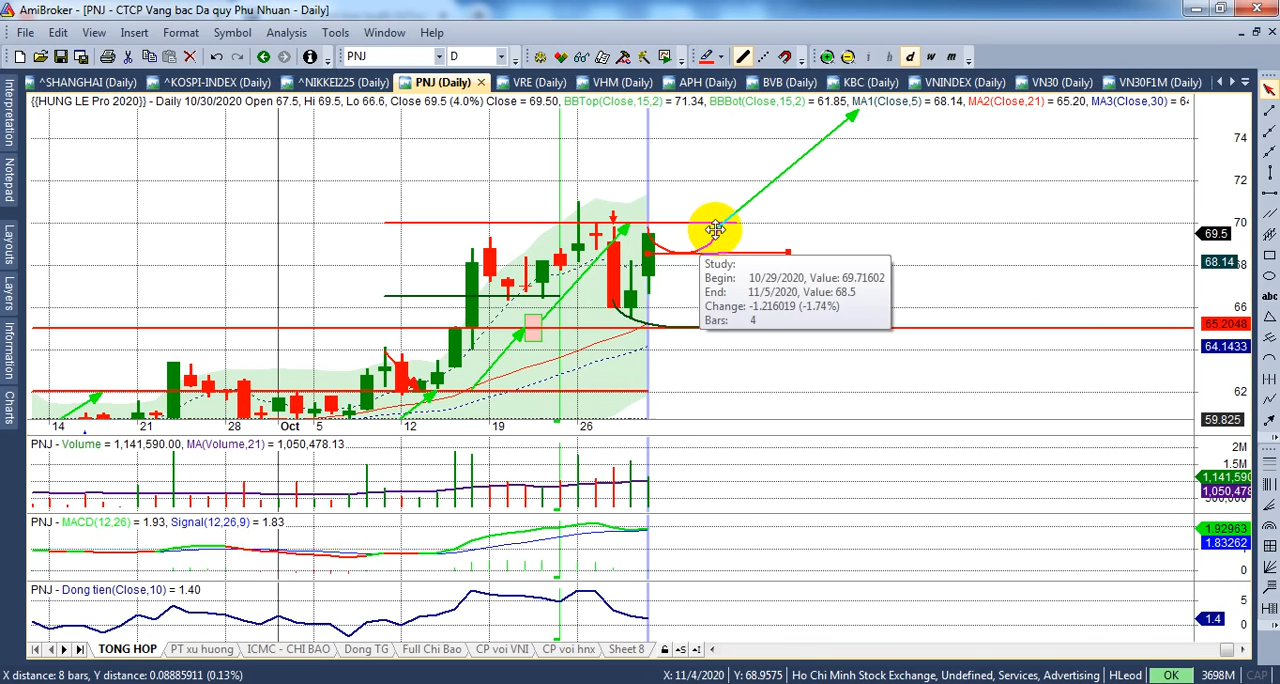 AmiBroker - [PNJ - CTCP Vang bac Da quy Phu Nhuan - Daily]
File Edit View Insert Format Symbol Analysis Tools Window Help
PNJ D i h d w m
^SHANGHAI (Daily) ^KOSPI-INDEX (Daily) ^NIKKEI225 (Daily) PNJ (Daily) VRE (Daily) VHM (Daily) APH (Daily) BVB (Daily) KBC (Daily) VNINDEX (Daily) VN30 (Daily) VN30F1M (Daily)
{{HUNG LE Pro 2020}} - Daily 10/30/2020 Open 67.5, Hi 69.5, Lo 66.6, Close 69.5 (4.0%) Close = 69.50, BBTop(Close,15,2) = 71.34, BBBot(Close,15,2) = 61.85, MA1(Close,5) = 68.14, MA2(Close,21) = 65.20, MA3(Close,30) = 64
Interpretation
Notepad
Layouts
Layers
Information
Charts
74
72
70
69.5
68.14
68
66
65.2048
64.1433
62
59.825
Study:
Begin: 10/29/2020, Value: 69.71602
End: 11/5/2020, Value: 68.5
Change: -1.216019 (-1.74%)
Bars: 4
abc
14 21 28 Oct 5 12 19 26
PNJ - Volume = 1,141,590.00, MA(Volume,21) = 1,050,478.13
2M
1.5M
1,141,590
1,050,478
PNJ - MACD(12,26) = 1.93, Signal(12,26,9) = 1.83
1.92963
1.83262
0
PNJ - Dong tien(Close,10) = 1.40
5
1.4
0
TONG HOP PT xu huong ICMC - CHI BAO Dong TG Full Chi Bao CP voi VNI CP voi hnx Sheet 8
X distance: 8 bars, Y distance: 0.08885911 (0.13%) X: 11/4/2020 Y: 68.9575 Ho Chi Minh Stock Exchange, Undefined, Services, Advertising HLeod OK 3698M CAP